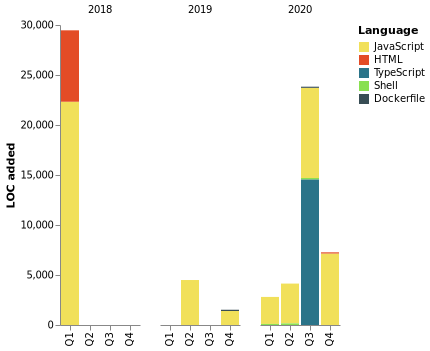 2018 2019 2020
Language
JavaScript
HTML
TypeScript
Shell
Dockerfile
LOC added
30,000
25,000
20,000
15,000
10,000
5,000
0
Q1 Q2 Q3 Q4 Q1 Q2 Q3 Q4 Q1 Q2 Q3 Q4